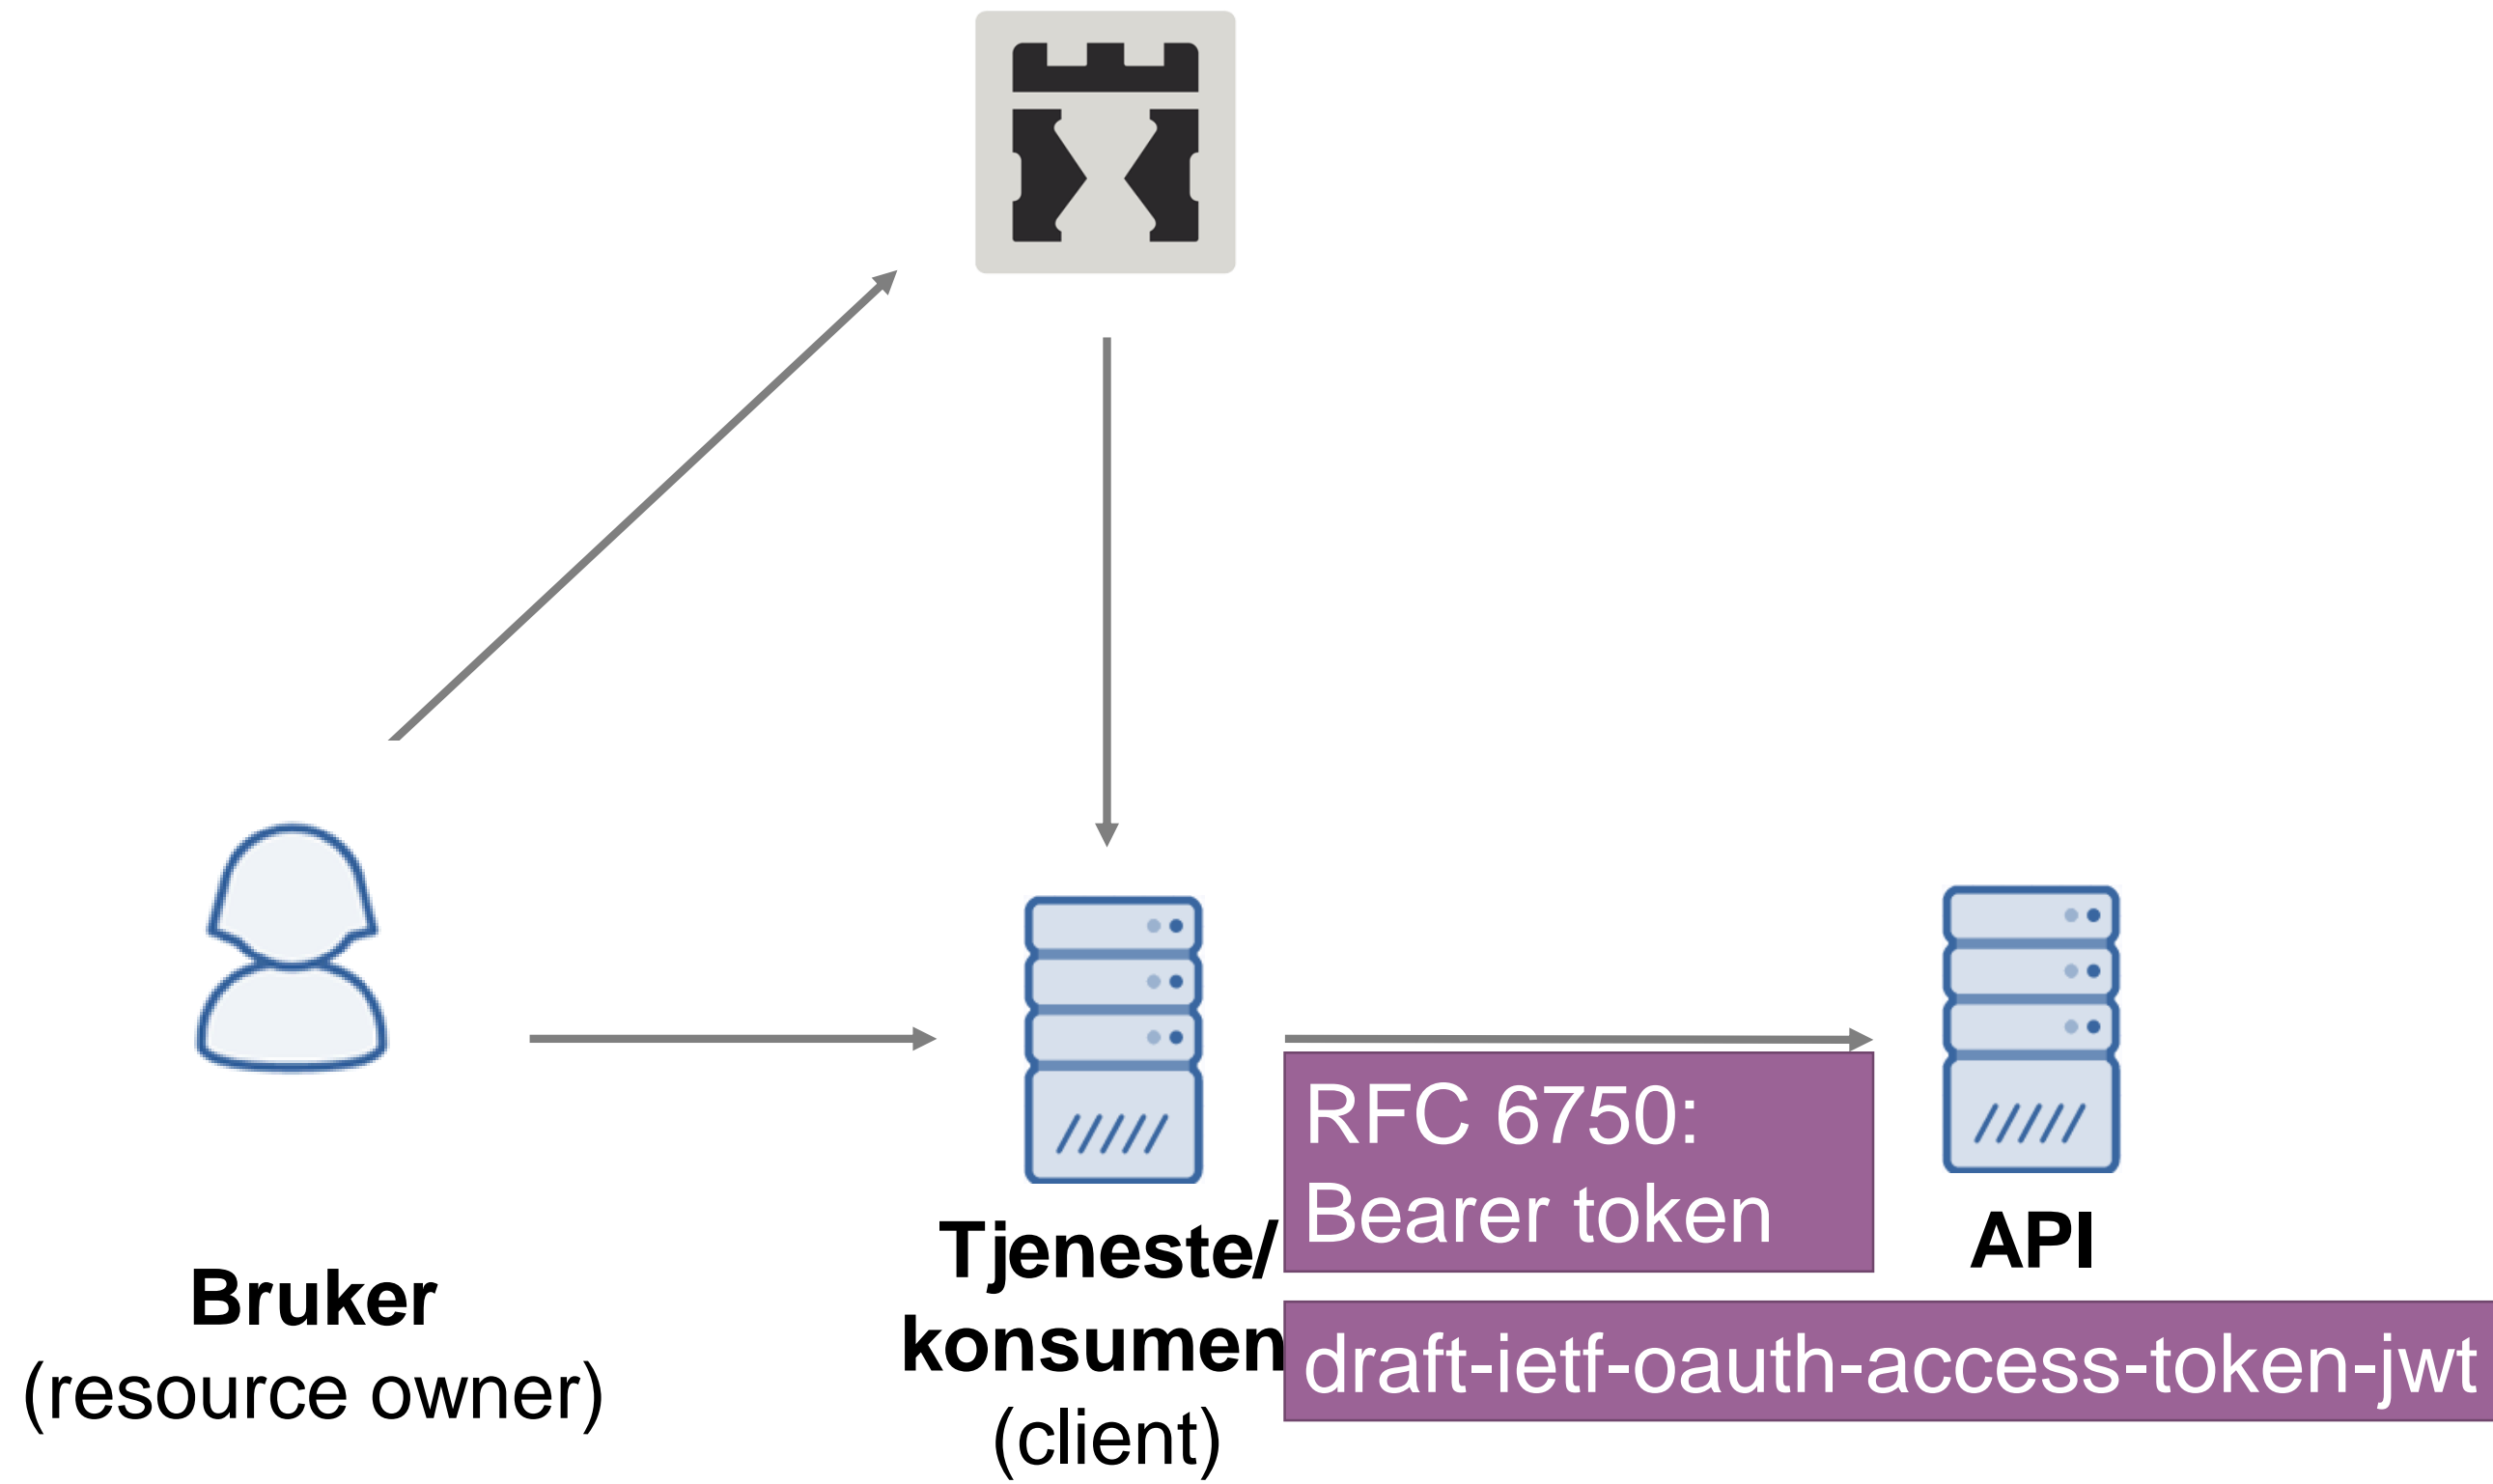 RFC 6750:
Bearer token
Bruker
(resource owner)
Tjeneste/
konsumen
(client)
API
draft-ietf-oauth-access-token-jwt